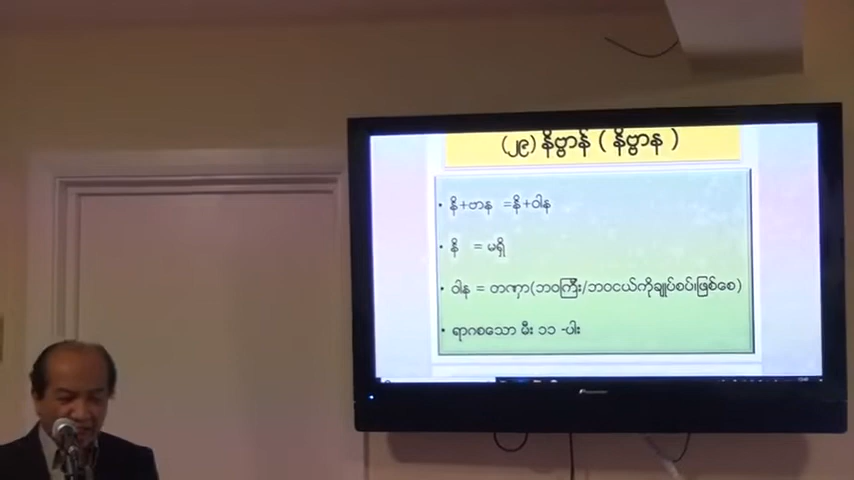 (၂၉) နိဗ္ဗာန် ( နိဗ္ဗာန )
• နိ+ဗာန =နိ+ဝါန
• နိ = မရှိ
• ဝါန = တဏှာ(ဘဝကြီး/ဘဝငယ်ကိုချုပ်စပ်၊ဖြစ်စေ)
• ရာဂစသော မီး ၁၁ -ပါး